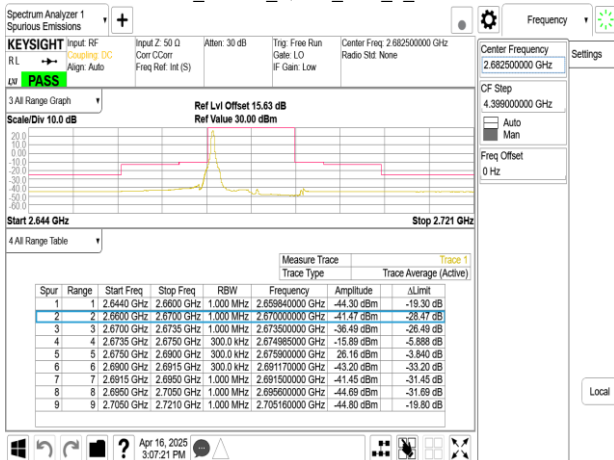 Spectrum Analyzer 1
Spurious Emissions
Frequency
KEYSIGHT
RL
PASS
Input: RF
Coupling: DC
Align: Auto
Input Z: 50 Ω
Corr CCorr
Freq Ref: Int (S)
Atten: 30 dB
Trig: Free Run
Gate: LO
IF Gain: Low
Center Freq: 2.682500000 GHz
Radio Std: None
Center Frequency
2.682500000 GHz
Settings
CF Step
4.399000000 GHz
Auto
Man
Freq Offset
0 Hz
Local
3 All Range Graph
Scale/Div 10.0 dB
Ref Lvl Offset 15.63 dB
Ref Value 30.00 dBm
20.0
10.0
0.00
-10.0
-20.0
-30.0
-40.0
-50.0
-60.0
Start 2.644 GHz
Stop 2.721 GHz
4 All Range Table
Measure Trace Trace 1
Trace Type Trace Average (Active)
Spur Range Start Freq Stop Freq RBW Frequency Amplitude ΔLimit
1 1 2.6440 GHz 2.6600 GHz 1.000 MHz 2.659840000 GHz -44.30 dBm -19.30 dB
2 2 2.6600 GHz 2.6700 GHz 1.000 MHz 2.670000000 GHz -41.47 dBm -28.47 dB
3 3 2.6700 GHz 2.6735 GHz 1.000 MHz 2.673500000 GHz -36.49 dBm -26.49 dB
4 4 2.6735 GHz 2.6750 GHz 300.0 kHz 2.674985000 GHz -15.89 dBm -5.888 dB
5 5 2.6750 GHz 2.6900 GHz 300.0 kHz 2.675900000 GHz 26.16 dBm -3.840 dB
6 6 2.6900 GHz 2.6915 GHz 300.0 kHz 2.691170000 GHz -43.20 dBm -33.20 dB
7 7 2.6915 GHz 2.6950 GHz 1.000 MHz 2.691500000 GHz -41.45 dBm -31.45 dB
8 8 2.6950 GHz 2.7050 GHz 1.000 MHz 2.695600000 GHz -44.69 dBm -31.69 dB
9 9 2.7050 GHz 2.7210 GHz 1.000 MHz 2.705160000 GHz -44.80 dBm -19.80 dB
Apr 16, 2025
3:07:21 PM